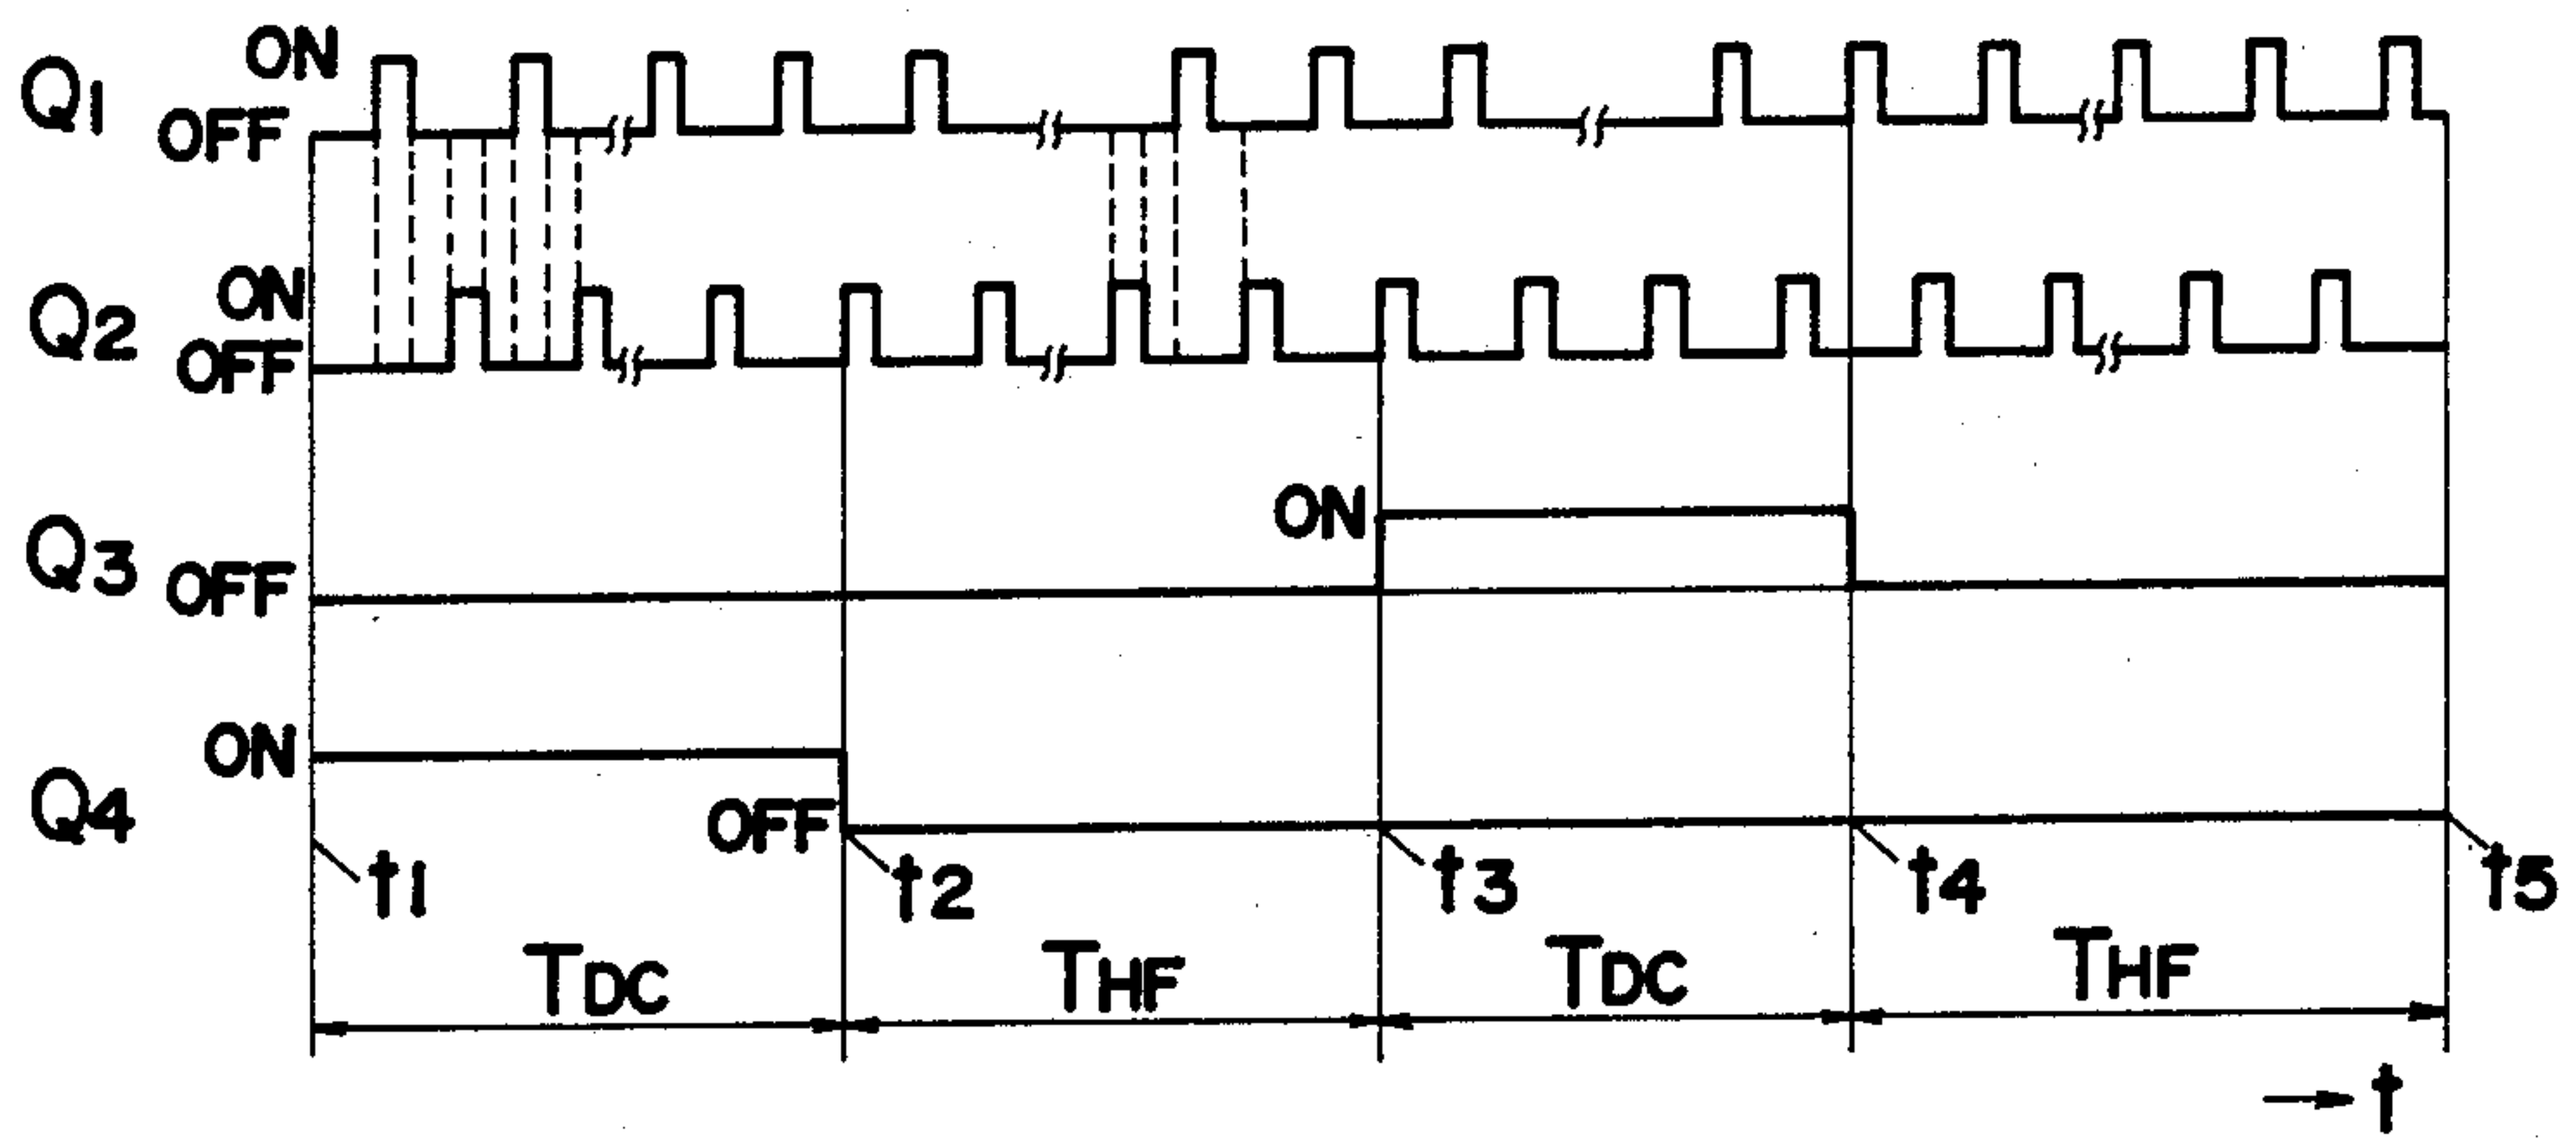 Q1 ON
OFF
Q2 ON
OFF
Q3 ON
OFF
Q4 ON
OFF
t1 t2 t3 t4 t5
TDC THF TDC THF
t